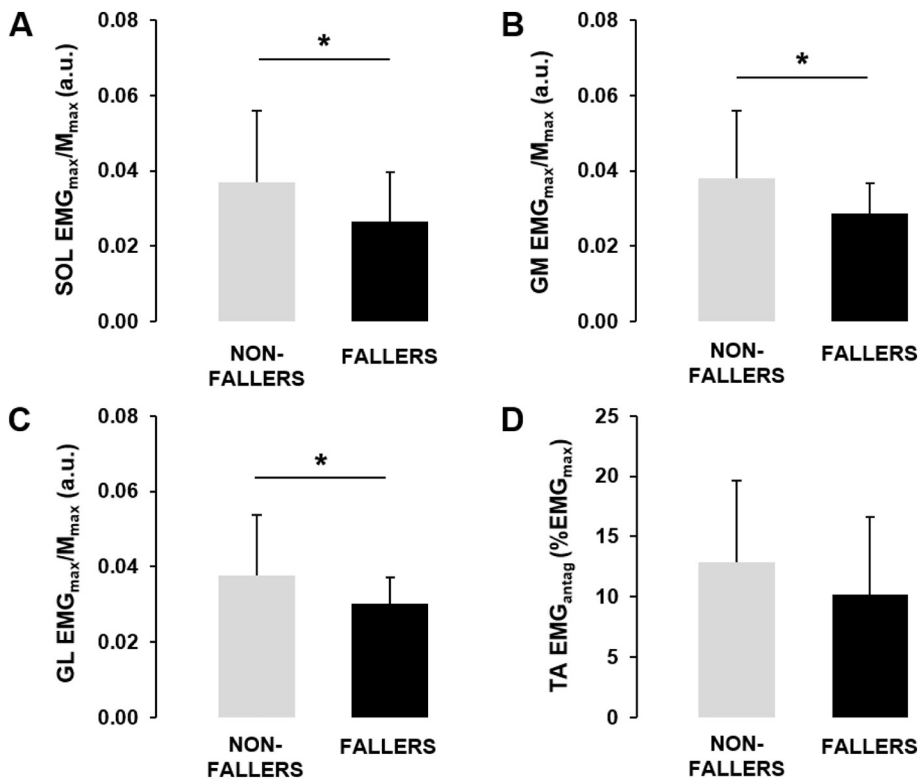 A
SOL EMGmax/Mmax (a.u.)
0.08
0.06
0.04
0.02
0.00
*
NON-
FALLERS
FALLERS
B
GM EMGmax/Mmax (a.u.)
0.08
0.06
0.04
0.02
0.00
*
NON-
FALLERS
FALLERS
C
GL EMGmax/Mmax (a.u.)
0.08
0.06
0.04
0.02
0.00
*
NON-
FALLERS
FALLERS
D
TA EMGantag (%EMGmax)
25
20
15
10
5
0
NON-
FALLERS
FALLERS